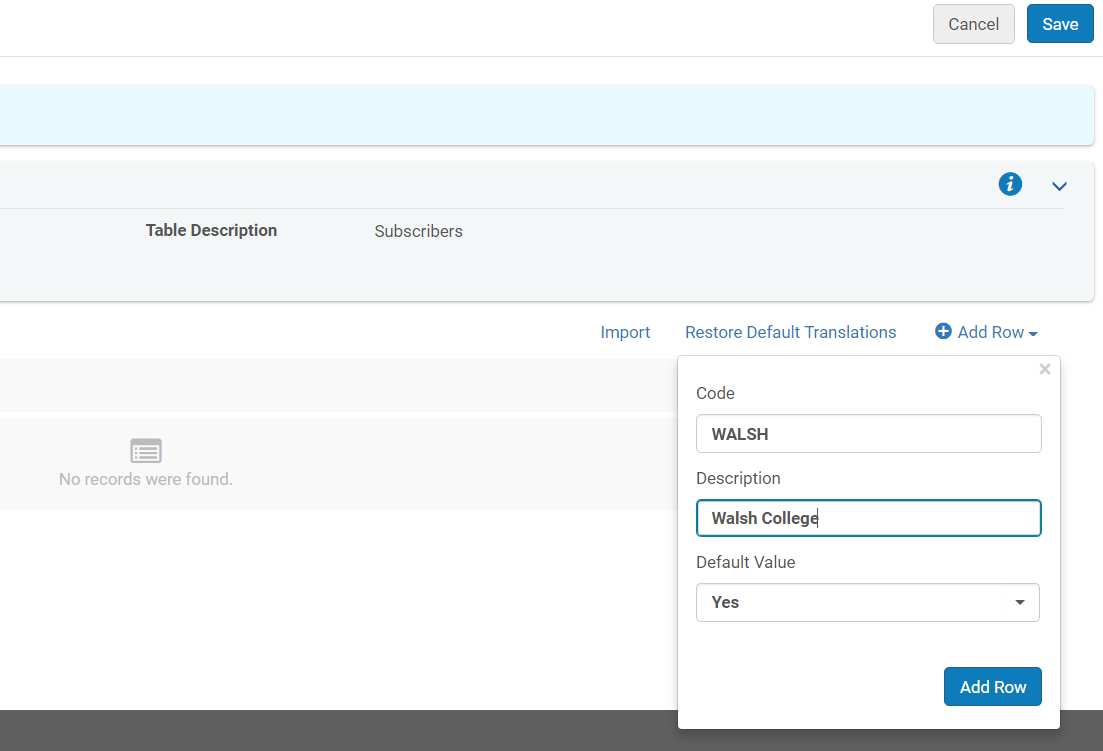 Cancel Save
Table Description Subscribers
Import Restore Default Translations Add Row
Code
WALSH
No records were found.
Description
Walsh College
Default Value
Yes
Add Row